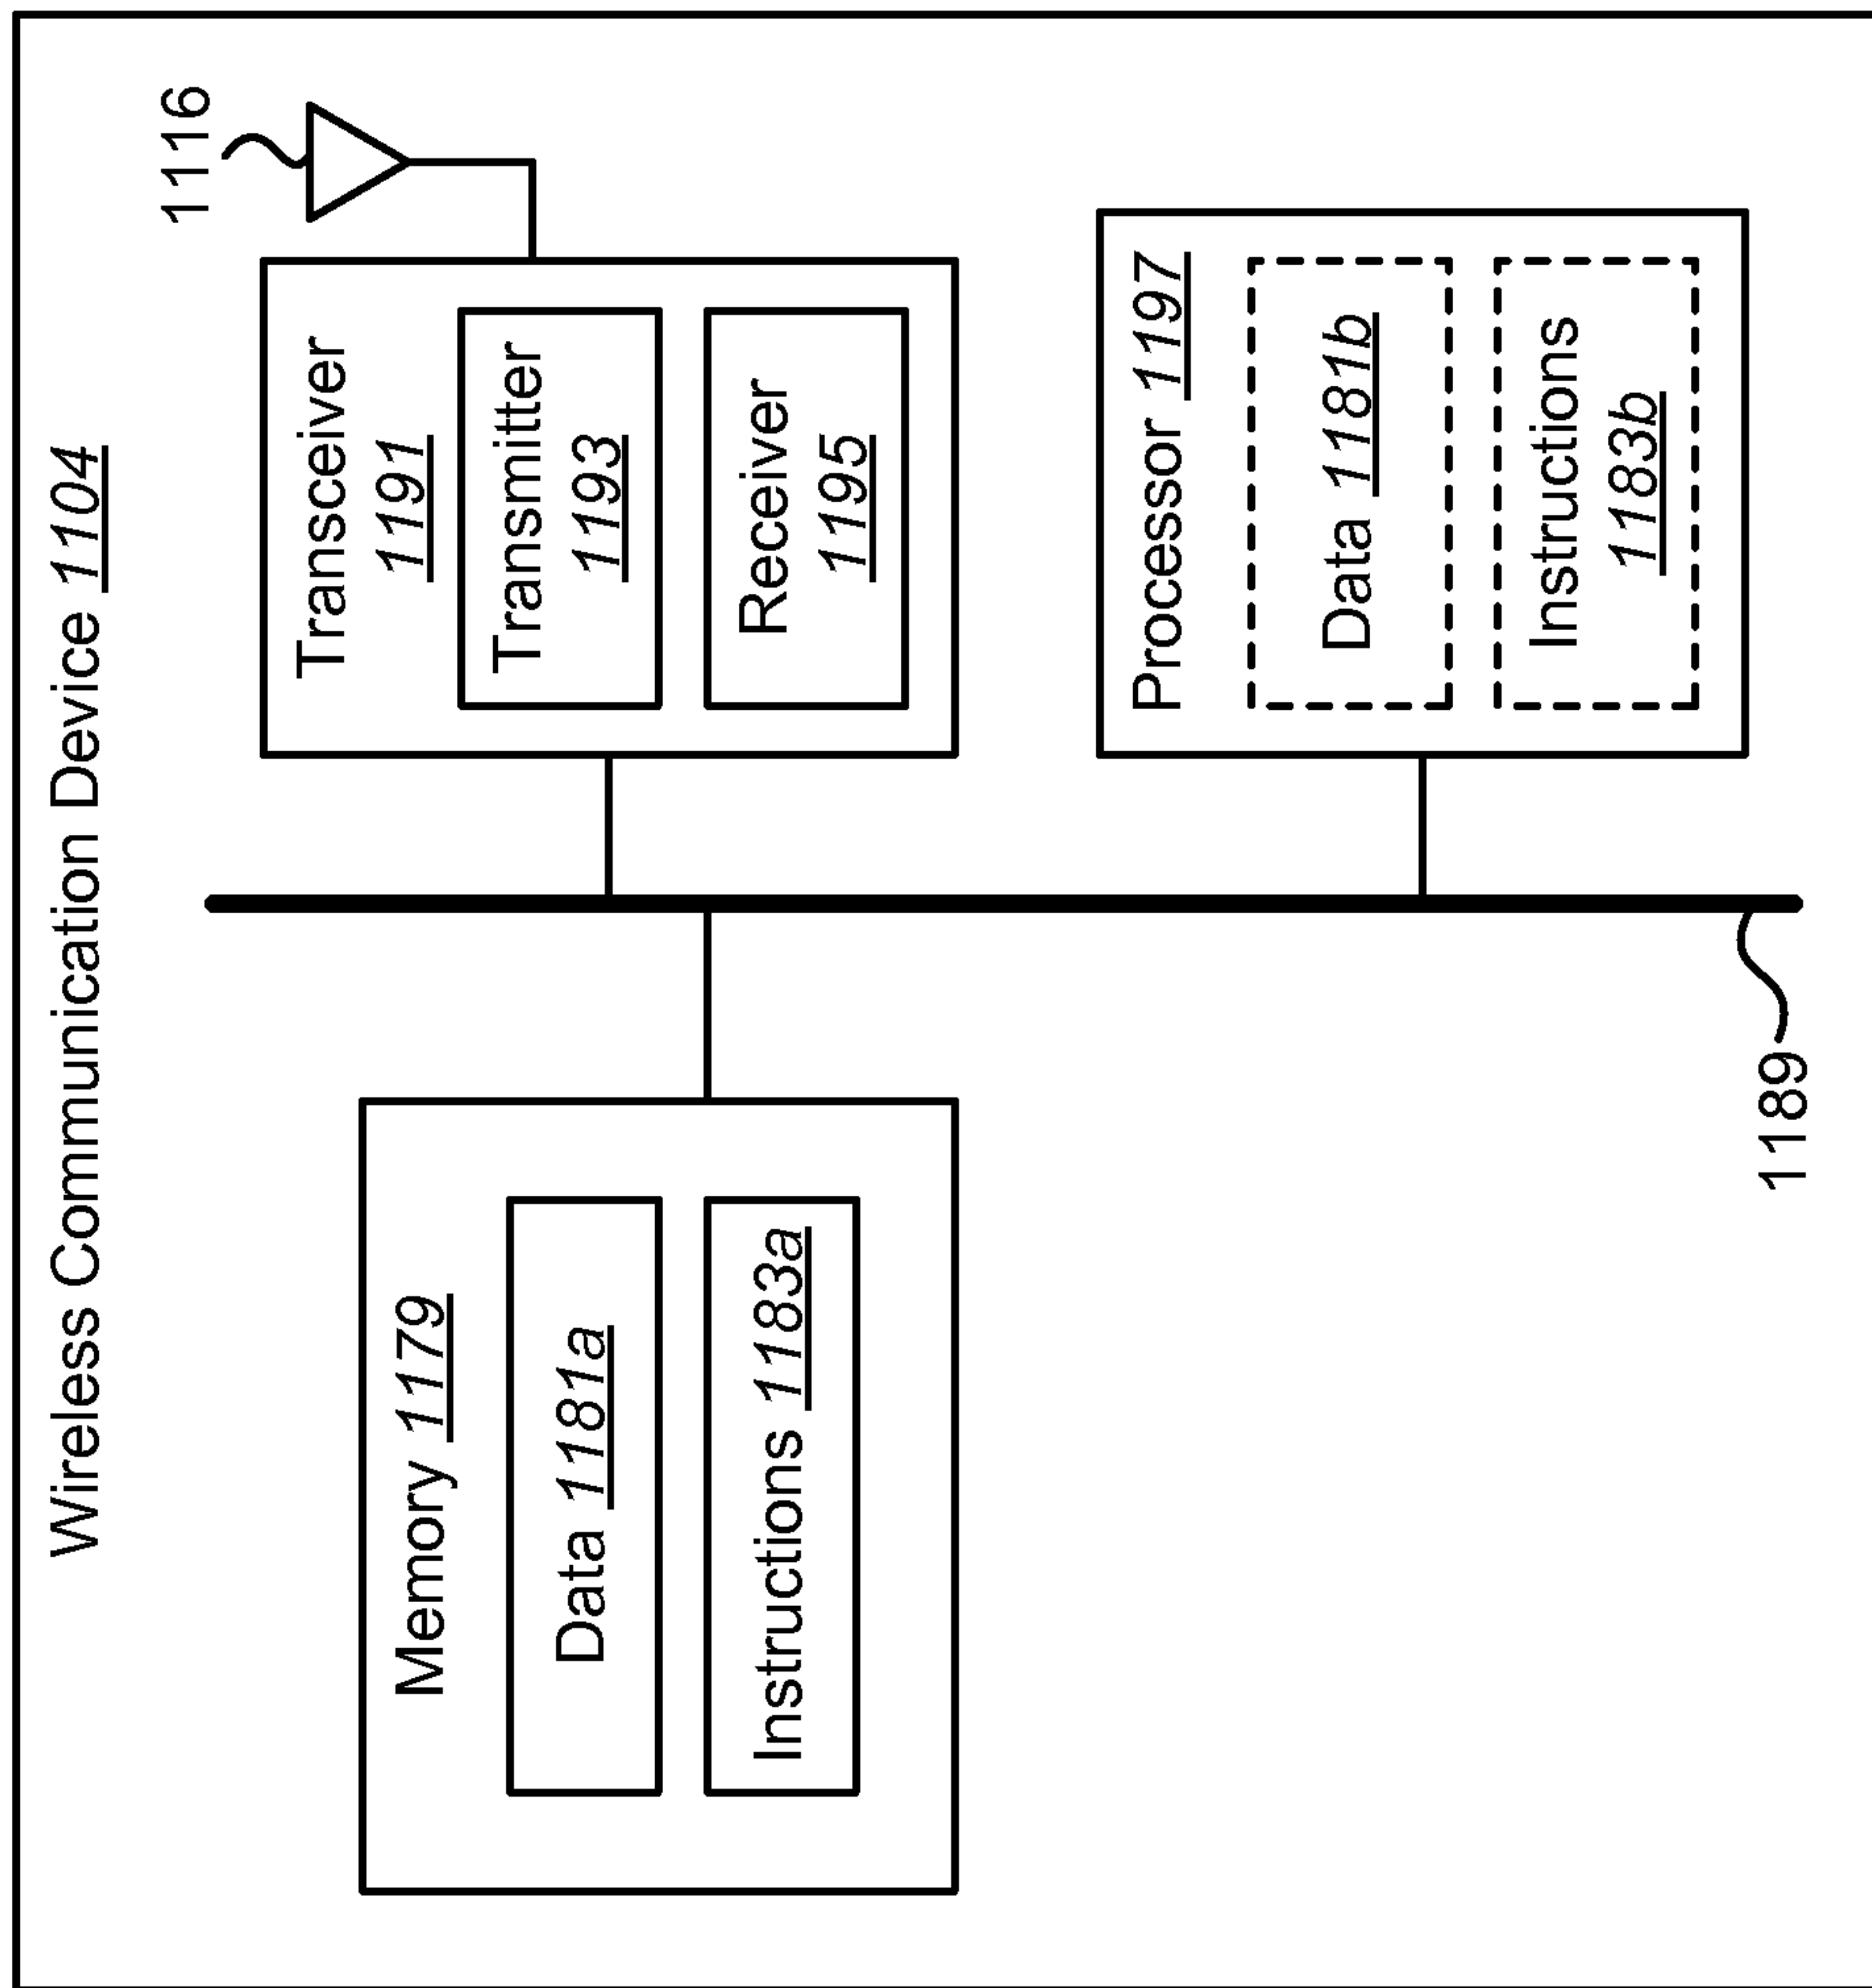 Wireless Communication Device 1104
1116
Transceiver
1191
Transmitter
1193
Receiver
1195
Memory 1179
Data 1181a
Instructions 1183a
Processor 1197
Data 1181b
Instructions
1183b
1189